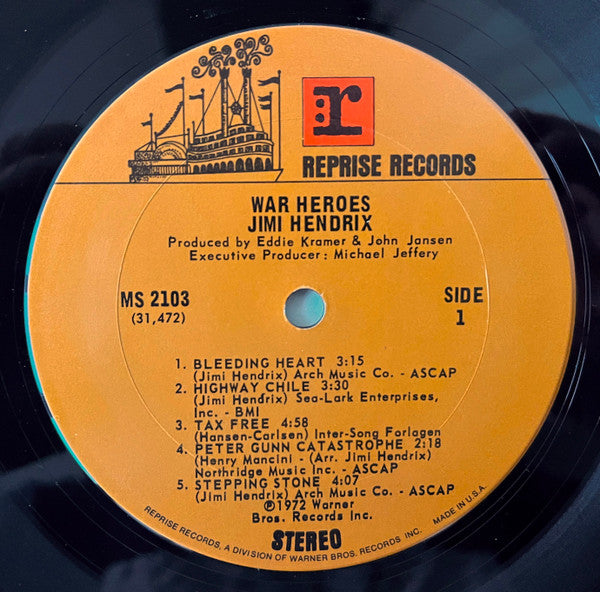 r
REPRISE RECORDS
WAR HEROES
JIMI HENDRIX
Produced by Eddie Kramer & John Jansen
Executive Producer: Michael Jeffery
MS 2103
(31,472)
SIDE
1
1. BLEEDING HEART 3:15
(Jimi Hendrix) Arch Music Co. - ASCAP
2. HIGHWAY CHILE 3:30
(Jimi Hendrix) Sea-Lark Enterprises,
Inc. - BMI
3. TAX FREE 4:58
(Hansen-Carlsen) Inter-Song Forlagen
4. PETER GUNN CATASTROPHE 2:18
(Henry Mancini - (Arr. Jimi Hendrix)
Northridge Music Inc. - ASCAP
5. STEPPING STONE 4:07
(Jimi Hendrix) Arch Music Co. - ASCAP
℗1972 Warner
Bros. Records Inc.
STEREO
REPRISE RECORDS, A DIVISION OF WARNER BROS. RECORDS INC. MADE IN U.S.A.